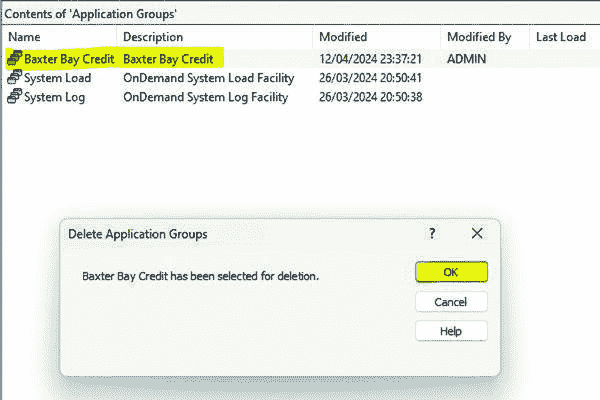 Contents of 'Application Groups'
Name Description Modified Modified By Last Load
Baxter Bay Credit Baxter Bay Credit 12/04/2024 23:37:21 ADMIN
System Load OnDemand System Load Facility 26/03/2024 20:50:41
System Log OnDemand System Log Facility 26/03/2024 20:50:38
Delete Application Groups ?
Baxter Bay Credit has been selected for deletion.
OK
Cancel
Help